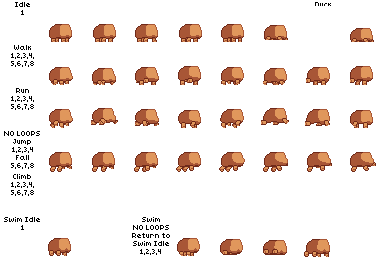 Idle
1
Duck
Walk
1,2,3,4,
5,6,7,8
Run
1,2,3,4,
5,6,7,8
NO LOOPS
Jump
1,2,3,4
Fall
5,6,7,8
Climb
1,2,3,4,
5,6,7,8
Swim Idle
1
Swim
NO LOOPS
Return to
Swim Idle
1,2,3,4